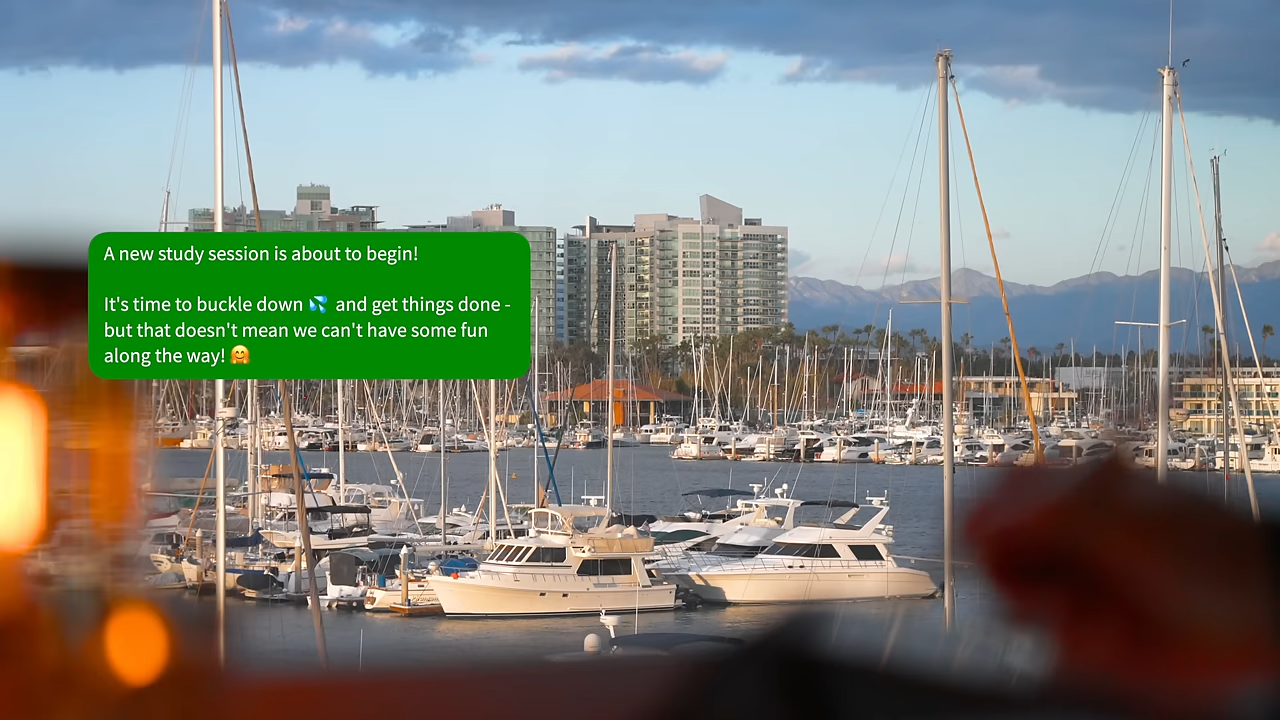 A new study session is about to begin!
It's time to buckle down 💦 and get things done -
but that doesn't mean we can't have some fun
along the way! 🤗